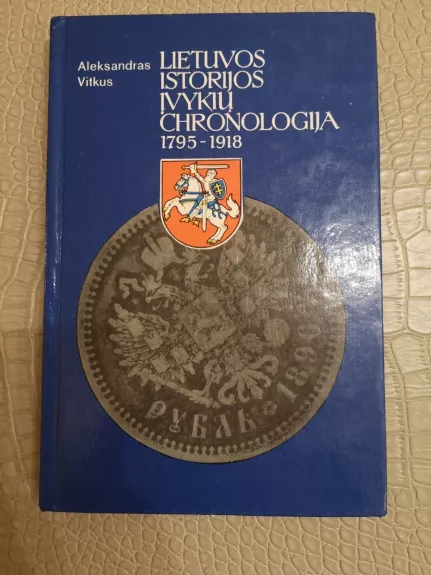 Aleksandras
Vitkus
LIETUVOS
ISTORIJOS
ĮVYKIŲ
CHRONOLOGIJA
1795-1918
РУБЛЬ